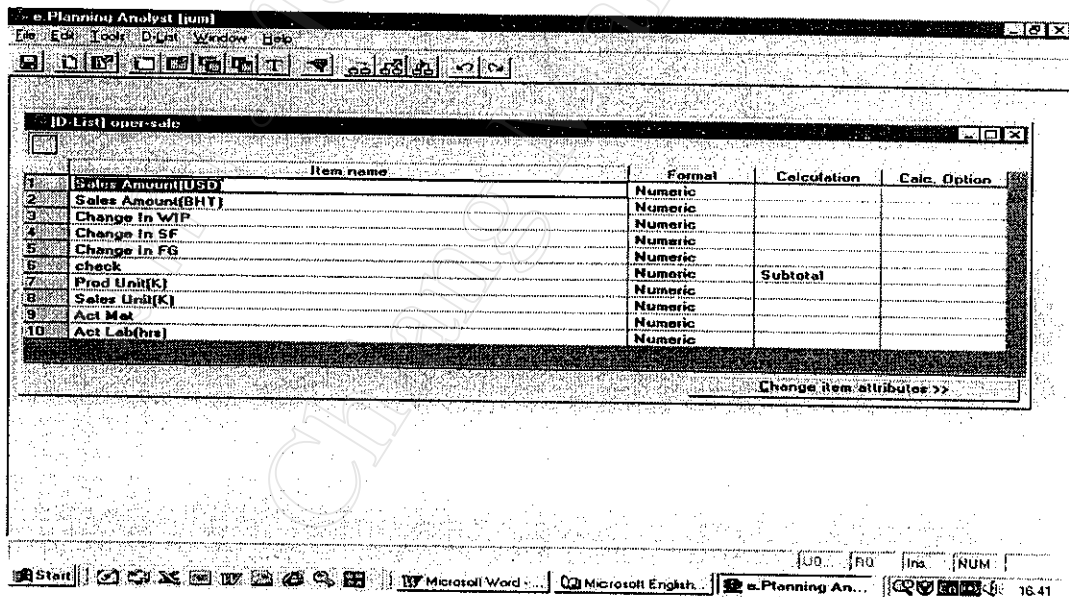 e.Planning Analyst [jum]
File Edit Tools D-List Window Help
[D-List] oper-sale
Item name Format Calculation Calc. Option
1 Sales Amount(USD) Numeric
2 Sales Amount(BHT) Numeric
3 Change In WIP Numeric
4 Change In SF Numeric
5 Change In FG Numeric
6 check Numeric Subtotal
7 Prod Unit(K) Numeric
8 Sales Unit(K) Numeric
9 Act Mat Numeric
10 Act Lab(hrs) Numeric
Change item attributes >>
U0 R0 Ins NUM
Start Microsoft Word - ... Microsoft English... e.Planning An... 16:41